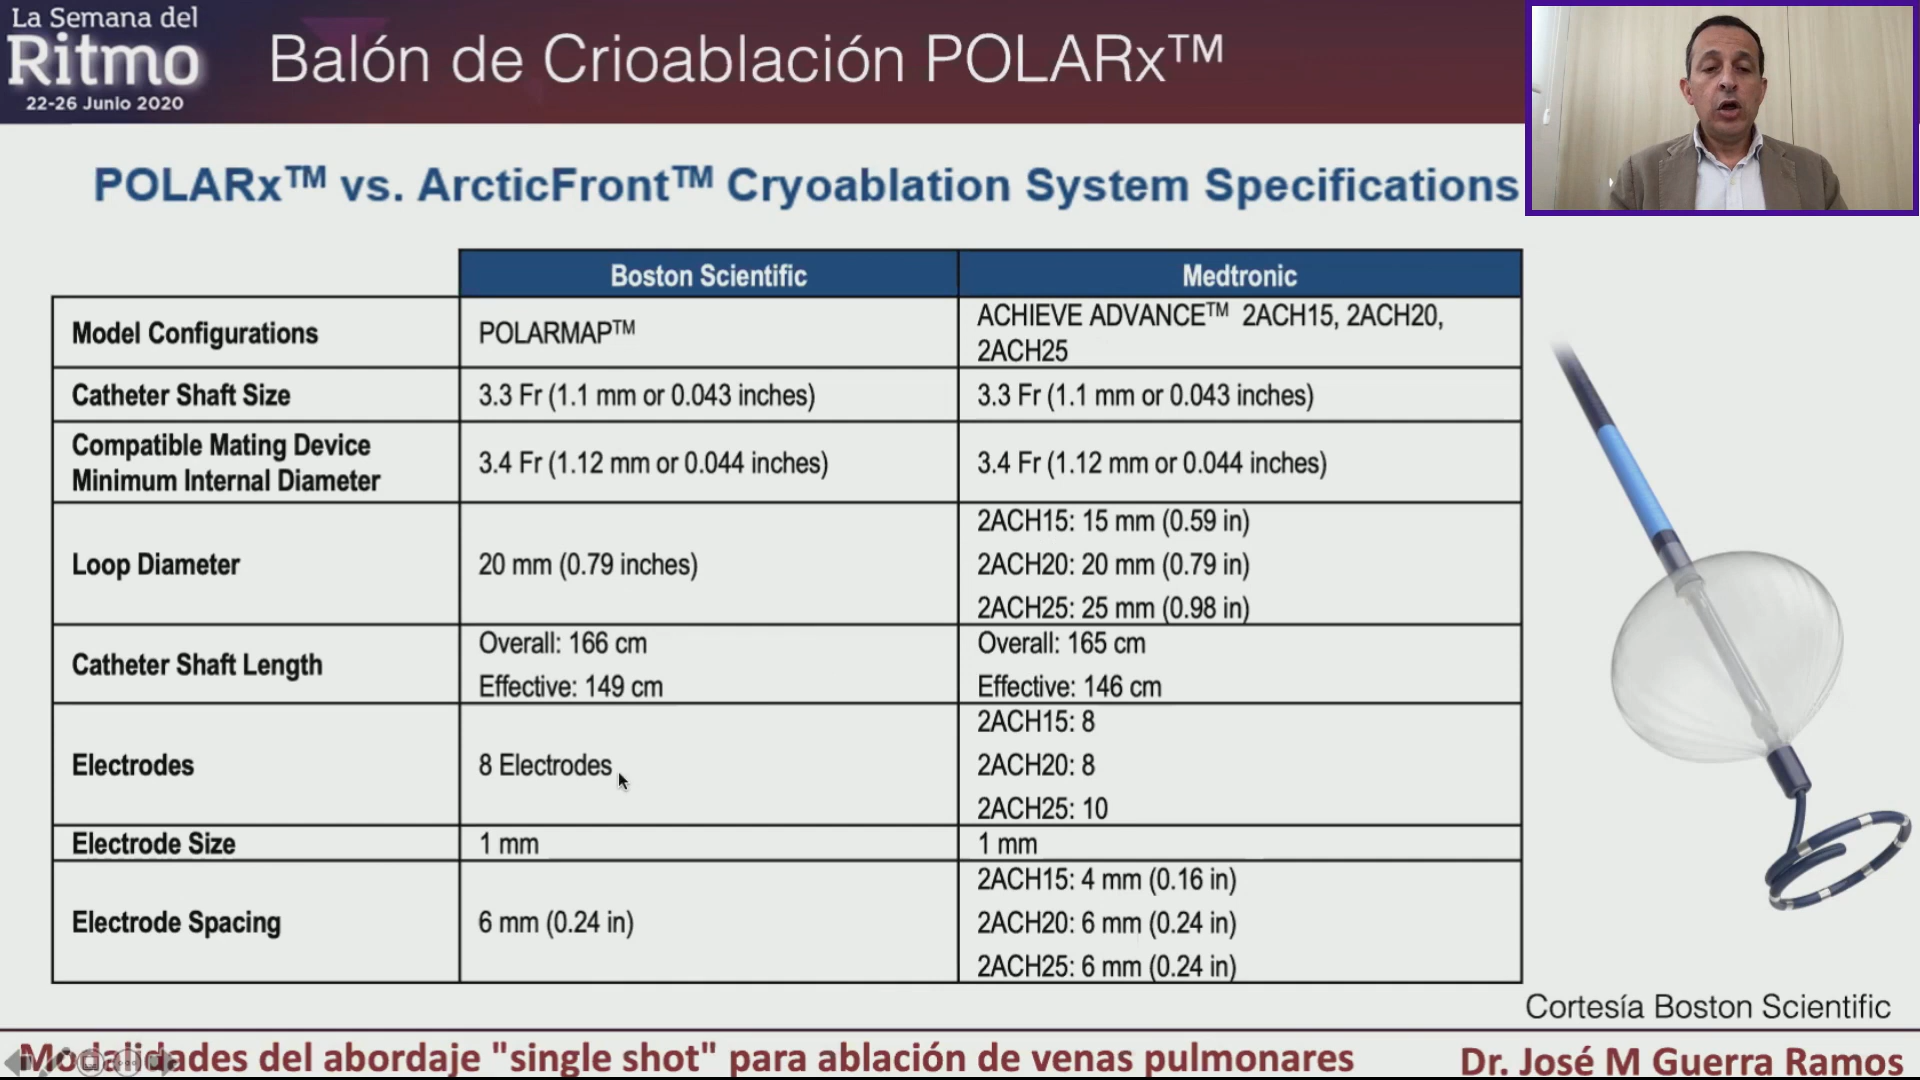 La Semana del
Ritmo
22-26 Junio 2020
Balón de Crioablación POLARx™
POLARx™ vs. ArcticFront™ Cryoablation System Specifications
Boston Scientific
Medtronic
Model Configurations
POLARMAP™
ACHIEVE ADVANCE™ 2ACH15, 2ACH20,
2ACH25
Catheter Shaft Size
3.3 Fr (1.1 mm or 0.043 inches)
3.3 Fr (1.1 mm or 0.043 inches)
Compatible Mating Device
Minimum Internal Diameter
3.4 Fr (1.12 mm or 0.044 inches)
3.4 Fr (1.12 mm or 0.044 inches)
Loop Diameter
20 mm (0.79 inches)
2ACH15: 15 mm (0.59 in)
2ACH20: 20 mm (0.79 in)
2ACH25: 25 mm (0.98 in)
Catheter Shaft Length
Overall: 166 cm
Effective: 149 cm
Overall: 165 cm
Effective: 146 cm
Electrodes
8 Electrodes
2ACH15: 8
2ACH20: 8
2ACH25: 10
Electrode Size
1 mm
1 mm
Electrode Spacing
6 mm (0.24 in)
2ACH15: 4 mm (0.16 in)
2ACH20: 6 mm (0.24 in)
2ACH25: 6 mm (0.24 in)
Cortesía Boston Scientific
Modalidades del abordaje "single shot" para ablación de venas pulmonares
Dr. José M Guerra Ramos